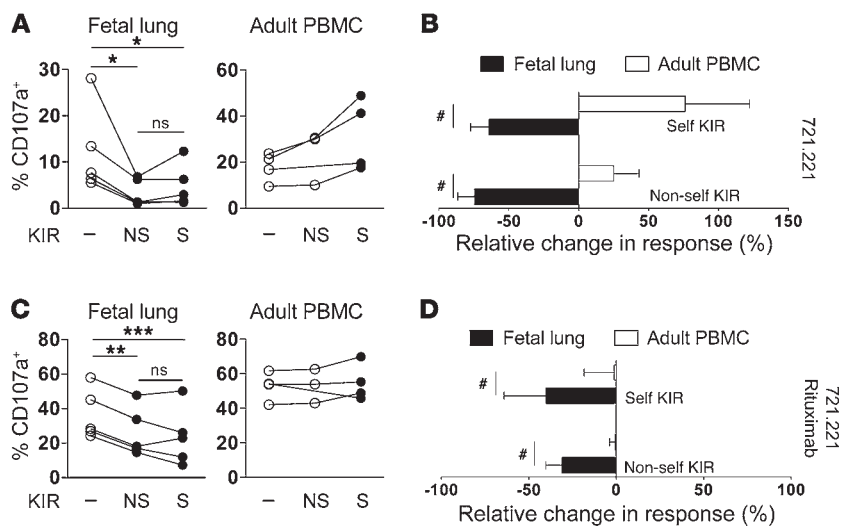 A
Fetal lung
Adult PBMC
*
*
ns
% CD107a+
30
20
10
0
60
40
20
0
KIR – NS S – NS S
B
Fetal lung
Adult PBMC
#
Self KIR
#
Non-self KIR
721.221
-100 -50 0 50 100 150
Relative change in response (%)
C
Fetal lung
Adult PBMC
***
**
ns
% CD107a+
80
60
40
20
0
80
60
40
20
0
KIR – NS S – NS S
D
Fetal lung
Adult PBMC
#
Self KIR
#
Non-self KIR
721.221
Rituximab
-100 -50 0 50 100
Relative change in response (%)